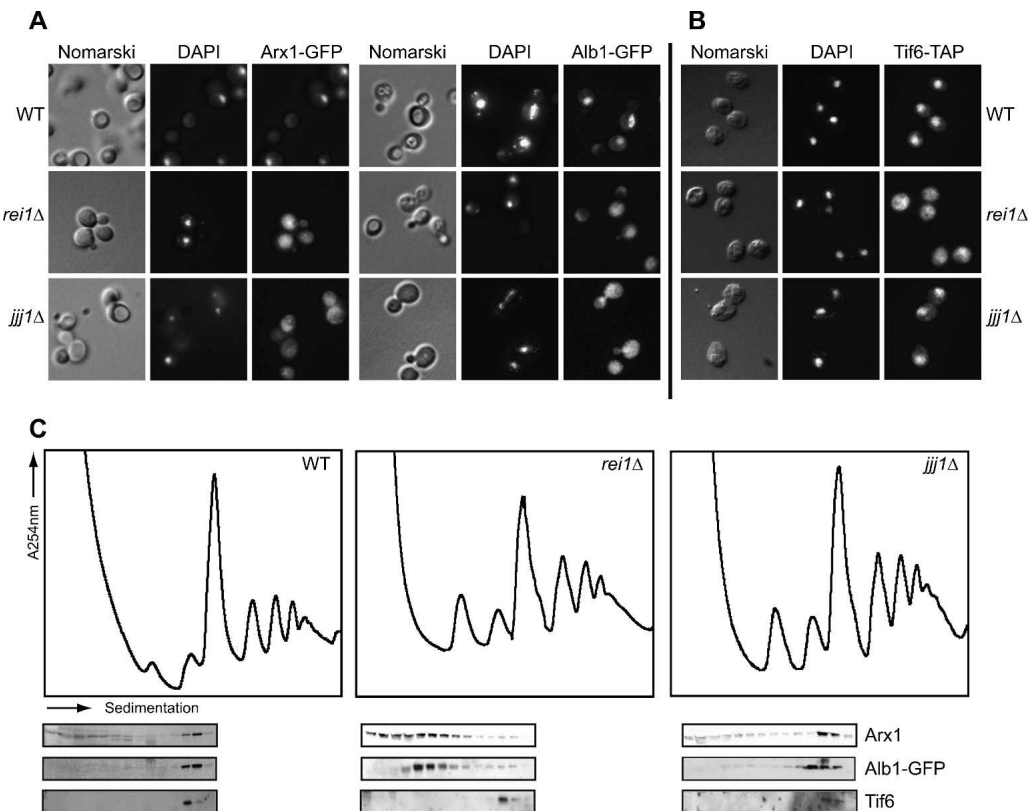 A
B
Nomarski DAPI Arx1-GFP Nomarski DAPI Alb1-GFP Nomarski DAPI Tif6-TAP
WT WT
rei1Δ rei1Δ
jjj1Δ jjj1Δ
C
A254nm
WT
rei1Δ
jjj1Δ
Sedimentation
Arx1
Alb1-GFP
Tif6